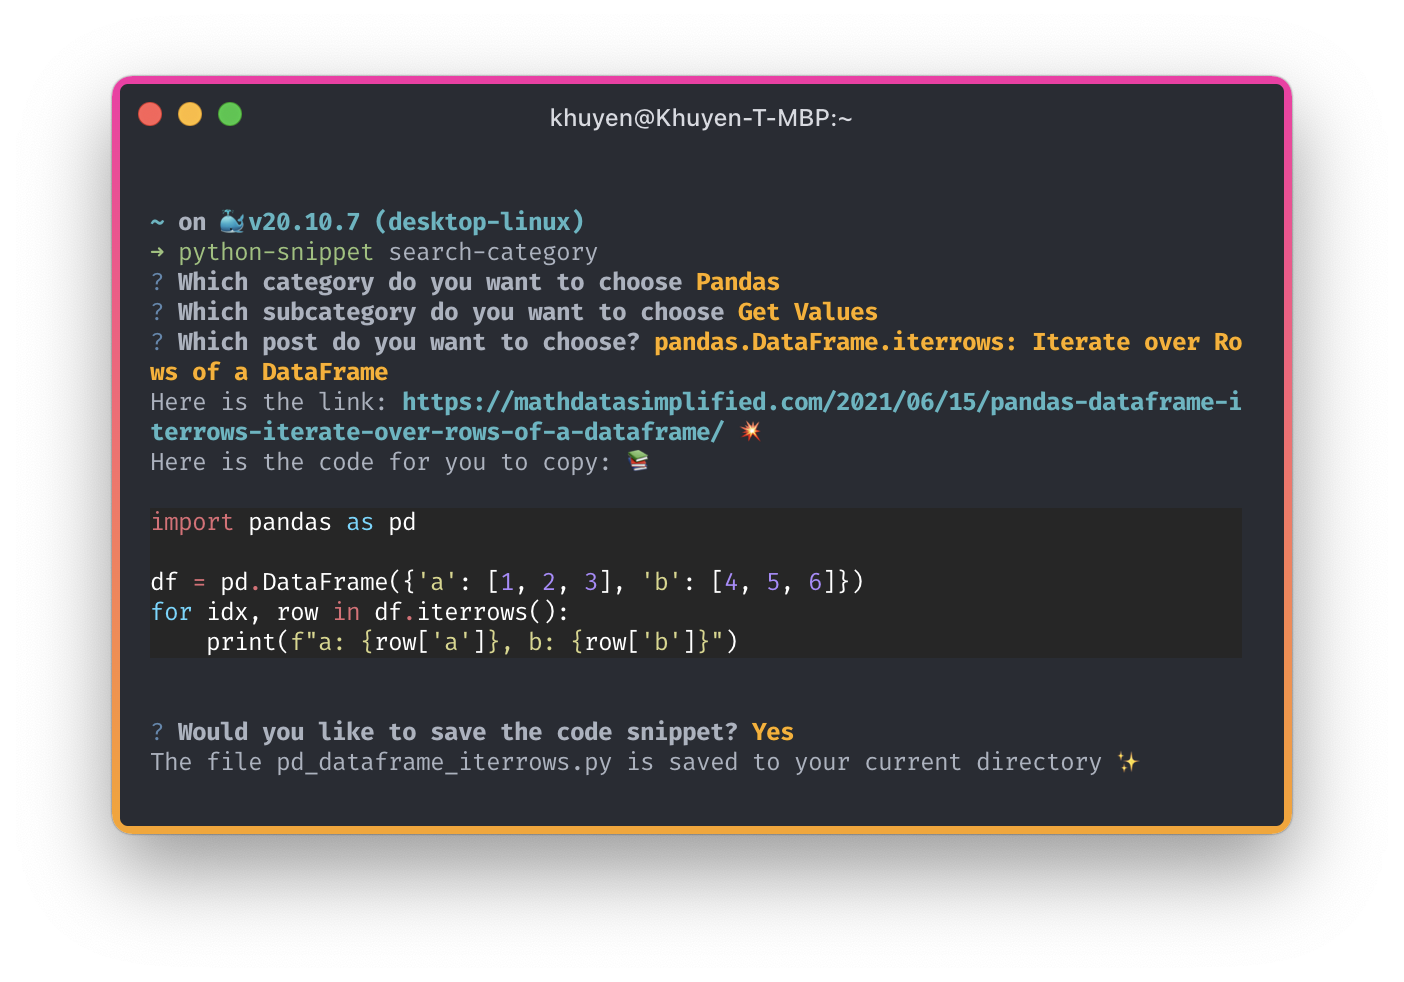 khuyen@Khuyen-T-MBP:~
~ on 🐳v20.10.7 (desktop-linux)
→ python-snippet search-category
? Which category do you want to choose Pandas
? Which subcategory do you want to choose Get Values
? Which post do you want to choose? pandas.DataFrame.iterrows: Iterate over Ro
ws of a DataFrame
Here is the link: https://mathdatasimplified.com/2021/06/15/pandas-dataframe-i
terrows-iterate-over-rows-of-a-dataframe/ 💥
Here is the code for you to copy: 📚
import pandas as pd
df = pd.DataFrame({'a': [1, 2, 3], 'b': [4, 5, 6]})
for idx, row in df.iterrows():
    print(f"a: {row['a']}, b: {row['b']}")
? Would you like to save the code snippet? Yes
The file pd_dataframe_iterrows.py is saved to your current directory ✨